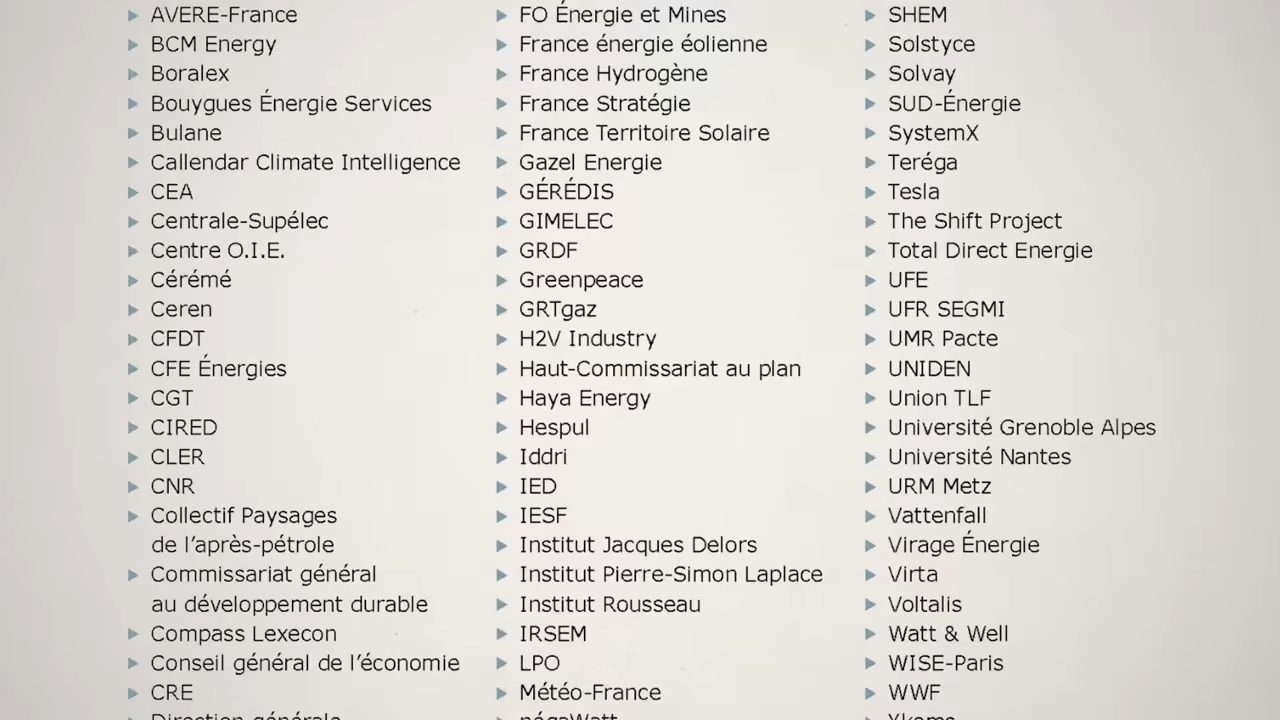 AVERE-France
BCM Energy
Boralex
Bouygues Énergie Services
Bulane
Callendar Climate Intelligence
CEA
Centrale-Supélec
Centre O.I.E.
Cérémé
Ceren
CFDT
CFE Énergies
CGT
CIRED
CLER
CNR
Collectif Paysages
de l’après-pétrole
Commissariat général
au développement durable
Compass Lexecon
Conseil général de l’économie
CRE
Direction générale
FO Énergie et Mines
France énergie éolienne
France Hydrogène
France Stratégie
France Territoire Solaire
Gazel Energie
GÉRÉDIS
GIMELEC
GRDF
Greenpeace
GRTgaz
H2V Industry
Haut-Commissariat au plan
Haya Energy
Hespul
Iddri
IED
IESF
Institut Jacques Delors
Institut Pierre-Simon Laplace
Institut Rousseau
IRSEM
LPO
Météo-France
négaWatt
SHEM
Solstyce
Solvay
SUD-Énergie
SystemX
Teréga
Tesla
The Shift Project
Total Direct Energie
UFE
UFR SEGMI
UMR Pacte
UNIDEN
Union TLF
Université Grenoble Alpes
Université Nantes
URM Metz
Vattenfall
Virage Énergie
Virta
Voltalis
Watt & Well
WISE-Paris
WWF